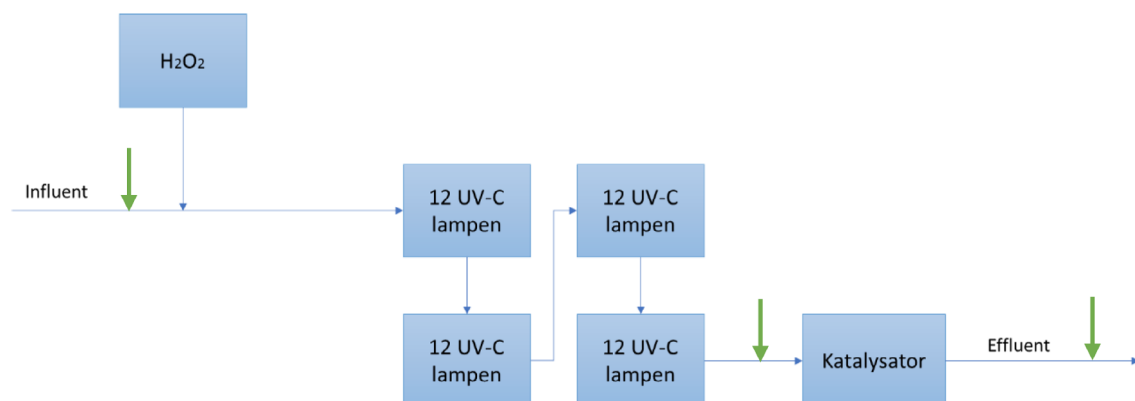 H₂O₂
Influent
12 UV-C
lampen
12 UV-C
lampen
12 UV-C
lampen
12 UV-C
lampen
Katalysator
Effluent